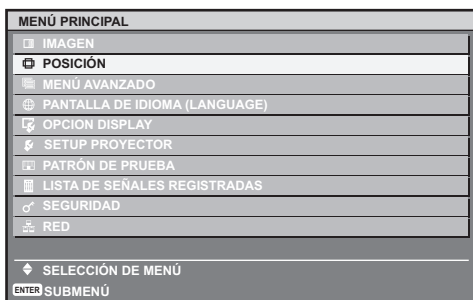 MENÚ PRINCIPAL
IMAGEN
POSICIÓN
MENÚ AVANZADO
PANTALLA DE IDIOMA (LANGUAGE)
OPCION DISPLAY
SETUP PROYECTOR
PATRÓN DE PRUEBA
LISTA DE SEÑALES REGISTRADAS
SEGURIDAD
RED
SELECCIÓN DE MENÚ
ENTER SUBMENÚ